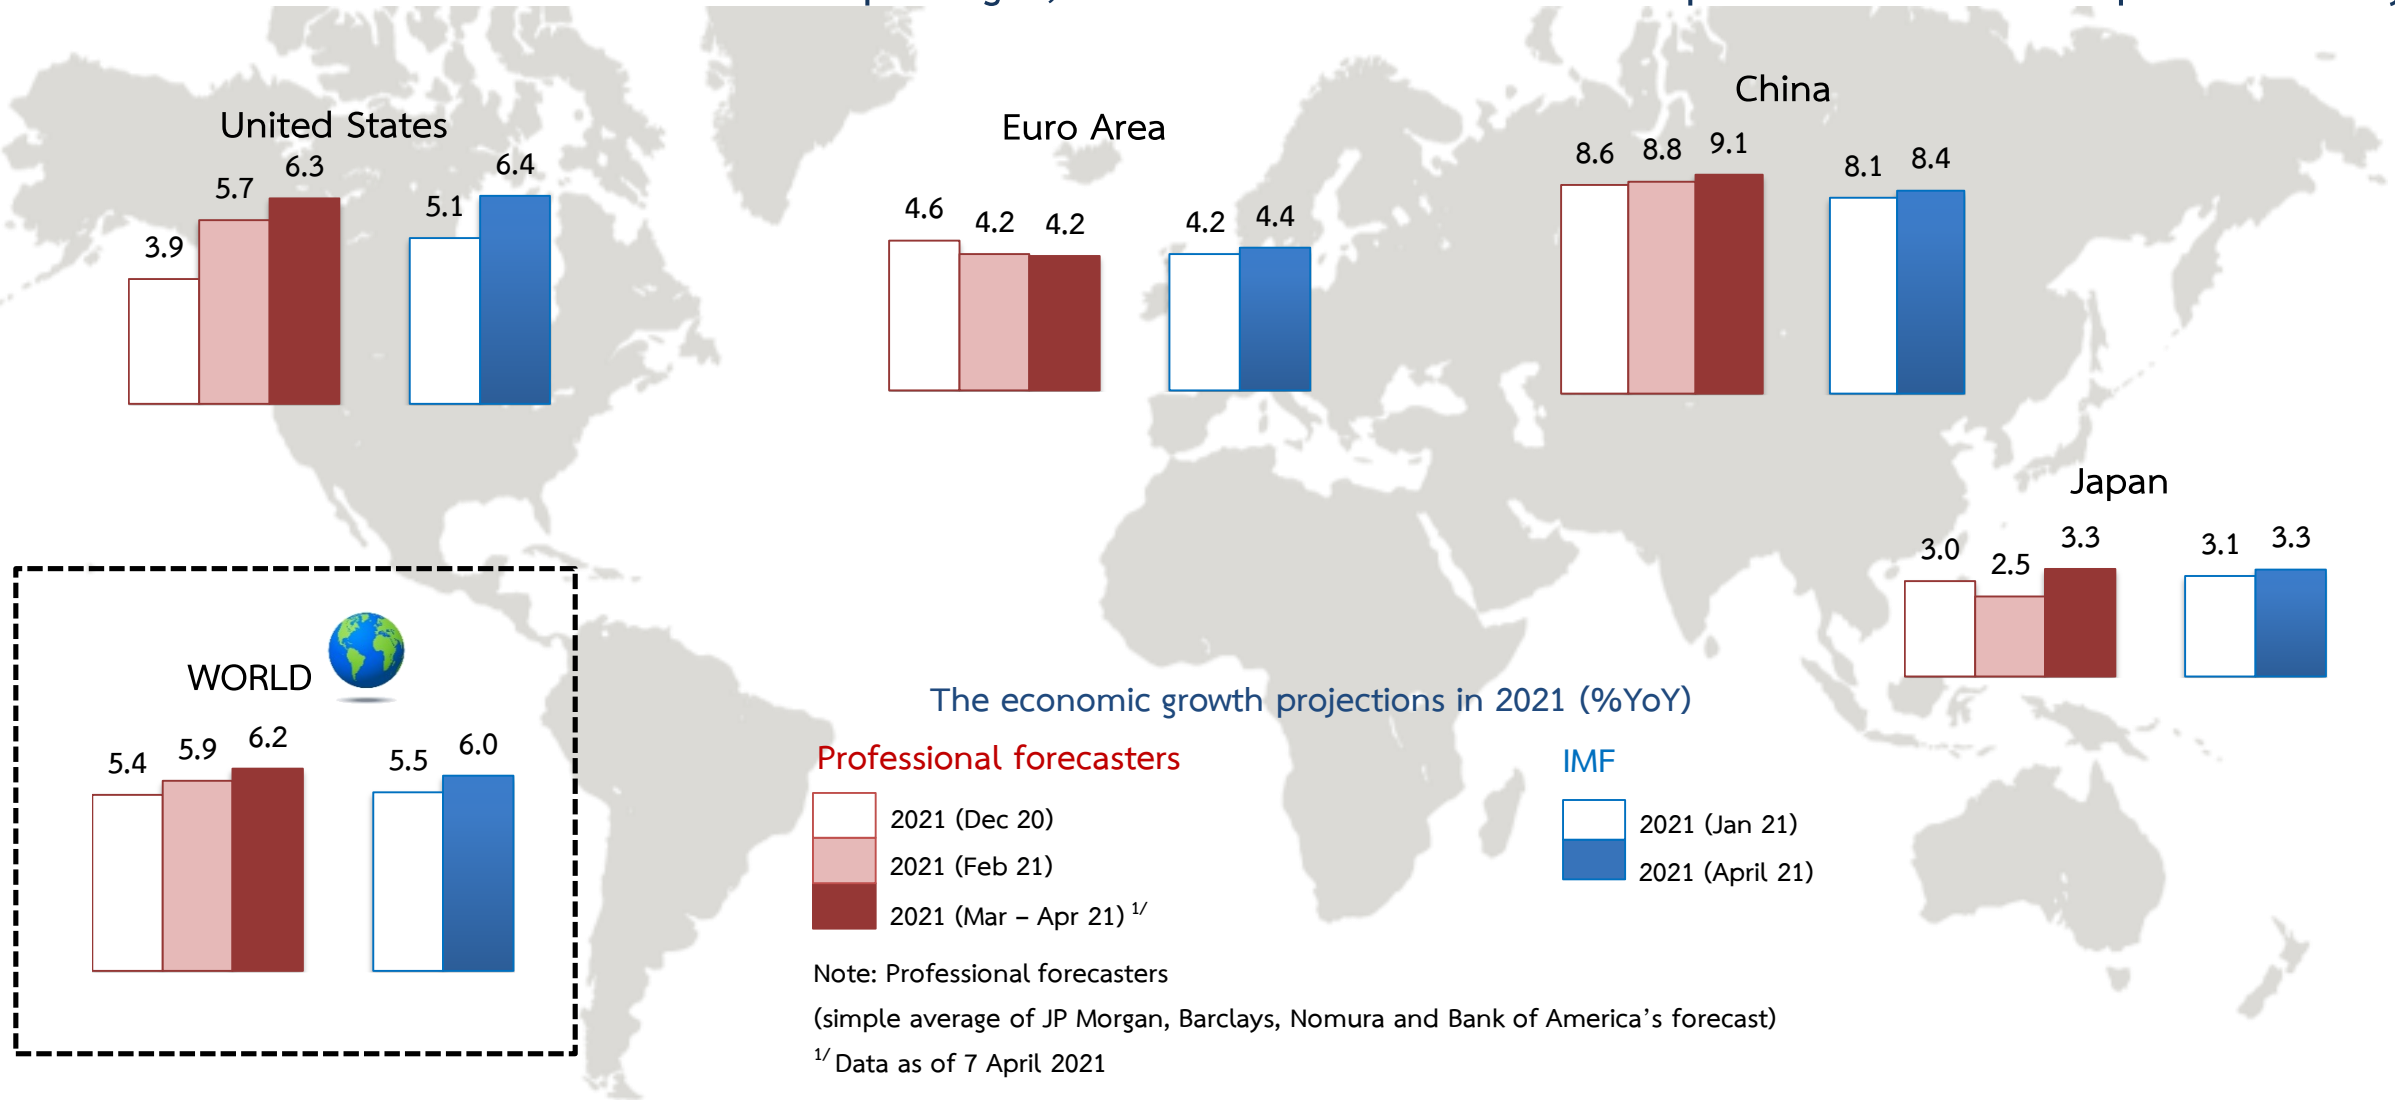 United States
3.9
5.7
6.3
5.1
6.4
Euro Area
4.6
4.2
4.2
4.2
4.4
China
8.6
8.8
9.1
8.1
8.4
Japan
3.0
2.5
3.3
3.1
3.3
WORLD
5.4
5.9
6.2
5.5
6.0
The economic growth projections in 2021 (%YoY)
Professional forecasters
2021 (Dec 20)
2021 (Feb 21)
2021 (Mar – Apr 21) 1/
IMF
2021 (Jan 21)
2021 (April 21)
Note: Professional forecasters
(simple average of JP Morgan, Barclays, Nomura and Bank of America’s forecast)
1/ Data as of 7 April 2021